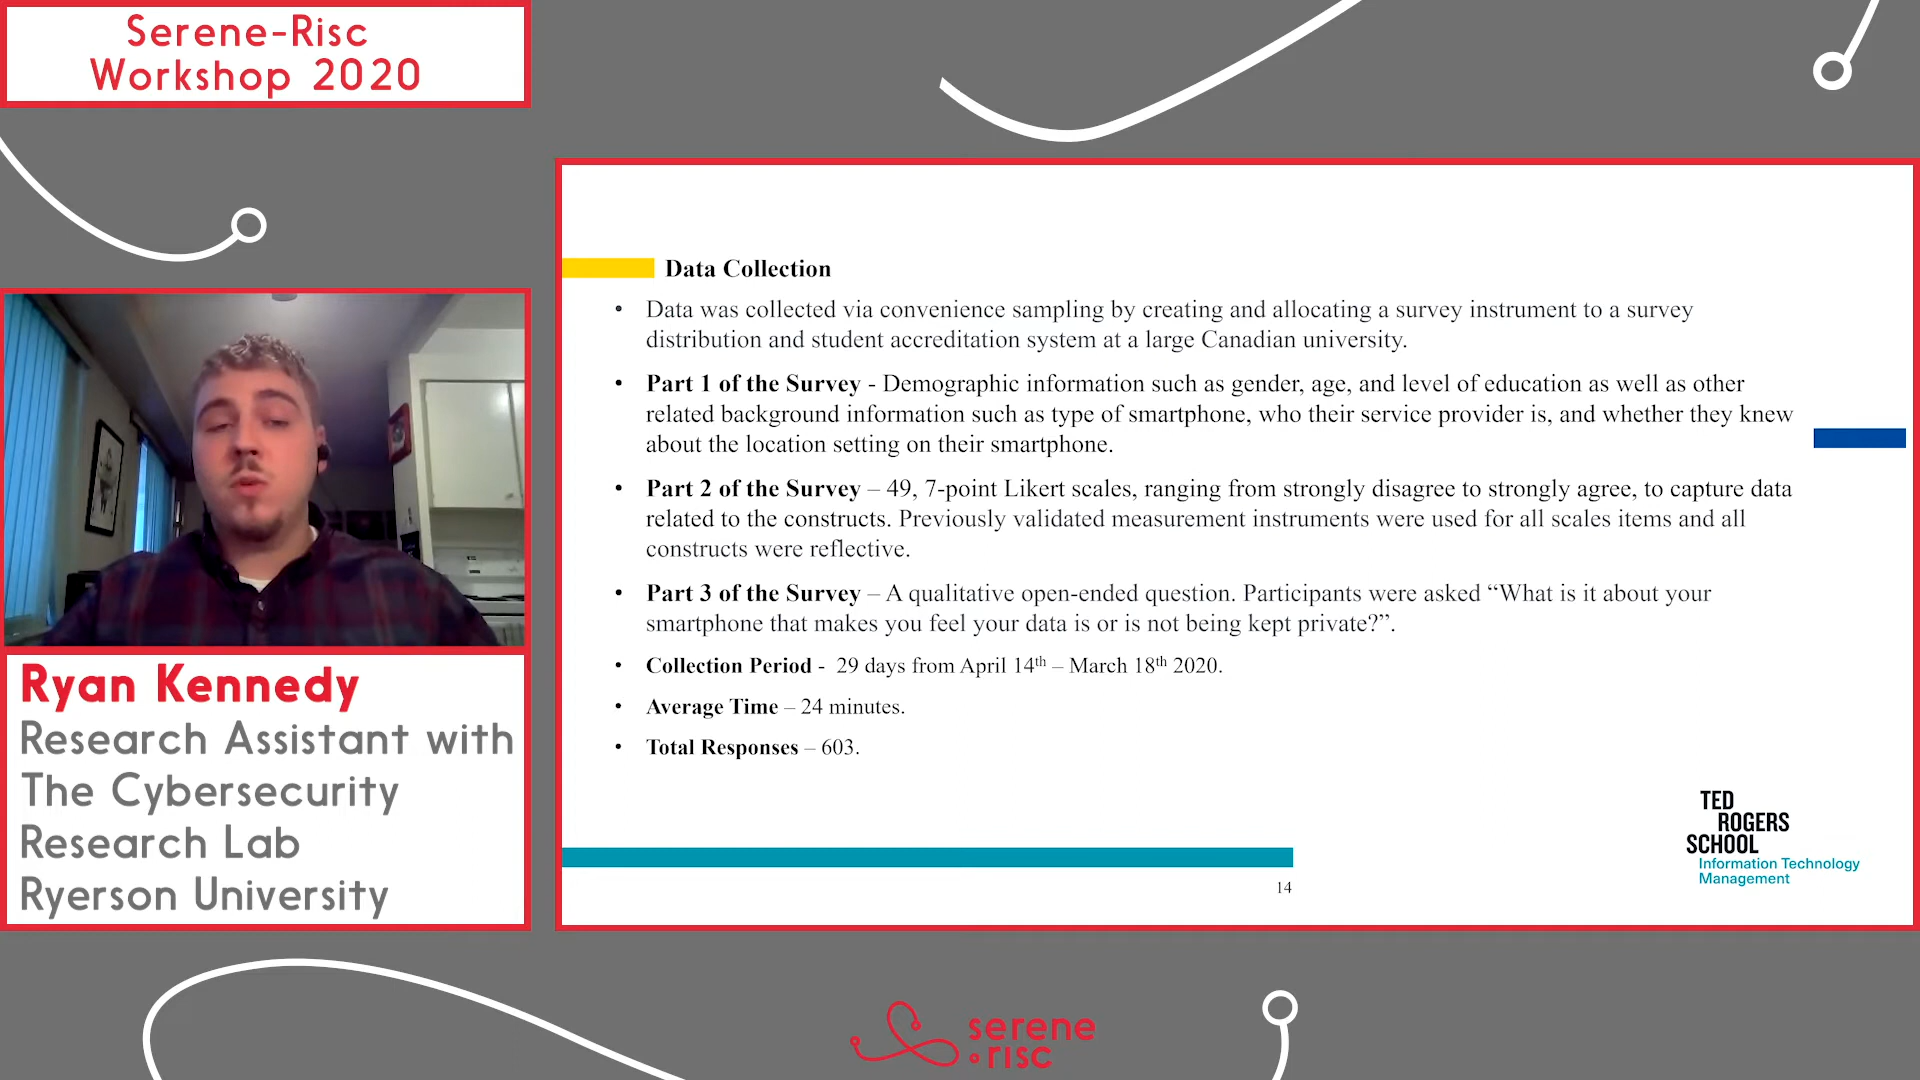 Serene-Risc
Workshop 2020
Data Collection
• Data was collected via convenience sampling by creating and allocating a survey instrument to a survey
distribution and student accreditation system at a large Canadian university.
• Part 1 of the Survey - Demographic information such as gender, age, and level of education as well as other
related background information such as type of smartphone, who their service provider is, and whether they knew
about the location setting on their smartphone.
• Part 2 of the Survey – 49, 7-point Likert scales, ranging from strongly disagree to strongly agree, to capture data
related to the constructs. Previously validated measurement instruments were used for all scales items and all
constructs were reflective.
• Part 3 of the Survey – A qualitative open-ended question. Participants were asked “What is it about your
smartphone that makes you feel your data is or is not being kept private?”.
• Collection Period - 29 days from April 14th – March 18th 2020.
• Average Time – 24 minutes.
• Total Responses – 603.
TED
ROGERS
SCHOOL
Information Technology
Management
14
Ryan Kennedy
Research Assistant with
The Cybersecurity
Research Lab
Ryerson University
serene
risc